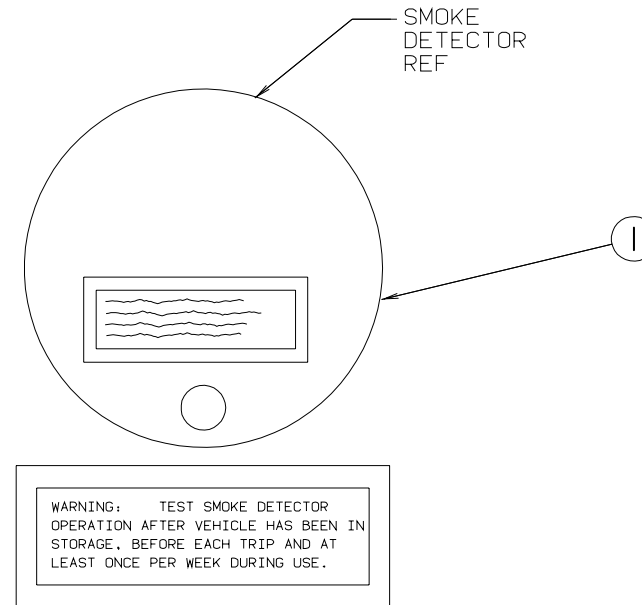 SMOKE
DETECTOR
REF
1
WARNING: TEST SMOKE DETECTOR
OPERATION AFTER VEHICLE HAS BEEN IN
STORAGE, BEFORE EACH TRIP AND AT
LEAST ONCE PER WEEK DURING USE.